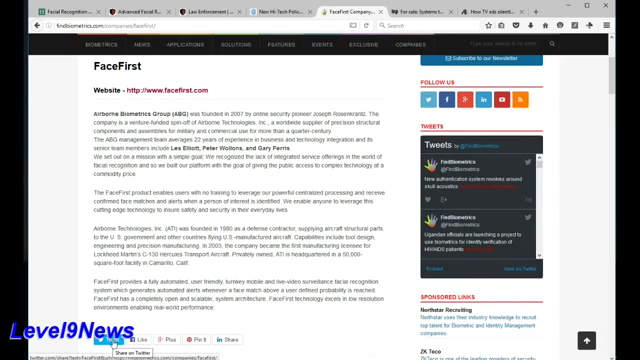 Facial Recognition
Advanced Facial Re
Law Enforcement |
New Hi-Tech Police
FaceFirst Company
For sale: Systems t
How TV ads silentl
findbiometrics.com/companies/facefirst/
Search
BIOMETRICS NEWS APPLICATIONS SOLUTIONS FEATURES EVENTS EXCLUSIVE COMPANIES
Type your search and hit enter...
FaceFirst
Website - http://www.facefirst.com
Airborne Biometrics Group (ABG) was founded in 2007 by online security pioneer Joseph Rosenkrantz. The
company is a venture-funded spin-off of Airborne Technologies, Inc., a worldwide supplier of precision structural
components and assemblies for military and commercial use for more than a quarter-century.
The ABG management team averages 22 years of experience in business and technology integration and its
senior team members include Les Elliott, Peter Wollons, and Gary Ferris
We set out on a mission with a simple goal; We recognized the lack of integrated service offerings in the world of
facial recognition and so we built our platform with the goal of giving the public access to complex technology at a
commodity price
The FaceFirst product enables users with no training to leverage our powerful centralized processing and receive
confirmed face matches and alerts when a person of interest is identified. We enable anyone to leverage this
cutting edge technology to insure safety and security in their everyday lives
Airborne Technologies, Inc. (ATI) was founded in 1980 as a defense contractor, supplying aircraft structural parts
to the U. S. government and other countries flying U.S.-manufactured aircraft. Capabilities include tool design,
engineering and precision manufacturing. In 2003, the company became the first manufacturing licensee for
Lockheed Martin's C-130 Hercules Transport Aircraft. Privately owned, ATI is headquartered in a 50,000-
square-foot facility in Camarillo, Calif.
FaceFirst provides a fully automated, user friendly, turnkey mobile and live-video surveillance facial recognition
system which generates automated alerts whenever a face match above a user defined probability is reached.
FaceFirst has a completely open and scalable, system architecture. FaceFirst technology excels in low resolution
environments enabling real-world performance
Like
Plus
Pin It
Share
Share on Twitter
Level9News
Subscribe to our Newsletter
FOLLOW US
TWEETS
Tweets by @FindBiometrics
FindBiometrics
@FindBiometrics
New authentication system revolves around
skull acoustics
FindBiometrics
@FindBiometrics
Ugandan officials are launching a project to
use biometrics for identity verification of
HIV/AIDS patients
Embed
View on Twitter
SPONSORED LINKS
Northstar Recruiting
Northstar uses their industry knowledge to recruit
top talent for Biometric and Identity Management
companies.
ZK Teco